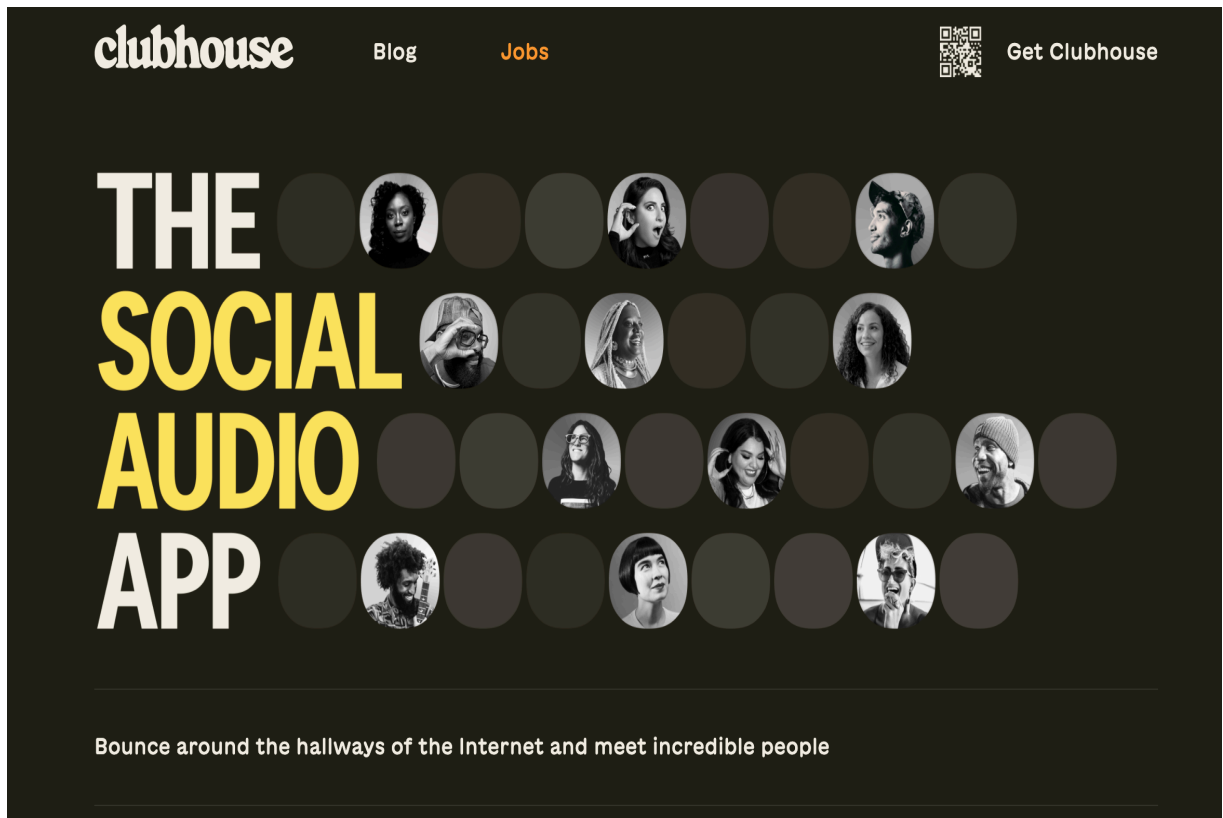 clubhouse Blog Jobs Get Clubhouse
THE
SOCIAL
AUDIO
APP
Bounce around the hallways of the Internet and meet incredible people